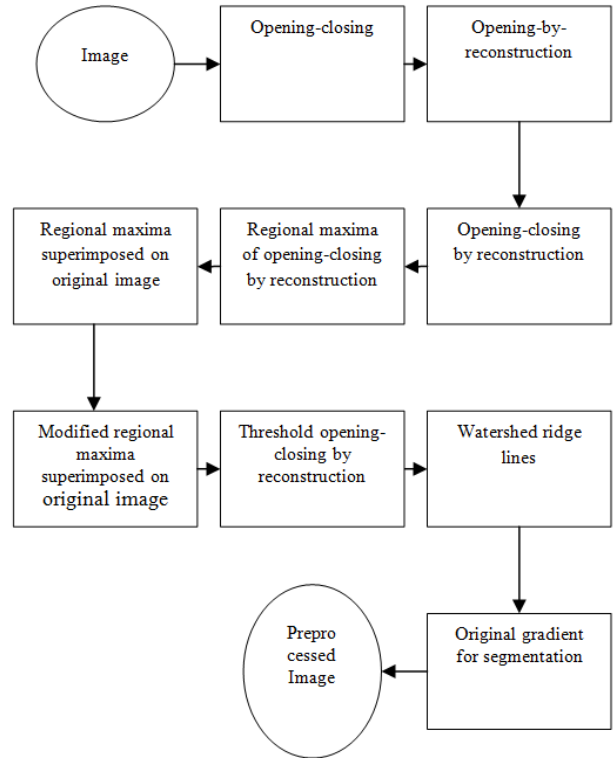 Image
Opening-closing
Opening-by-
reconstruction
Opening-closing
by reconstruction
Regional maxima
of opening-closing
by reconstruction
Regional maxima
superimposed on
original image
Modified regional
maxima
superimposed on
original image
Threshold opening-
closing by
reconstruction
Watershed ridge
lines
Original gradient
for segmentation
Prepro
cessed
Image